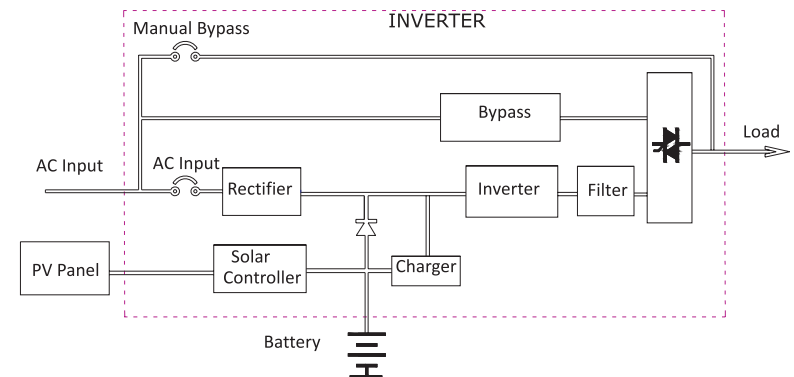 INVERTER
Manual Bypass
Bypass
Load
AC Input
AC Input
Rectifier
Inverter
Filter
PV Panel
Solar
Controller
Charger
Battery